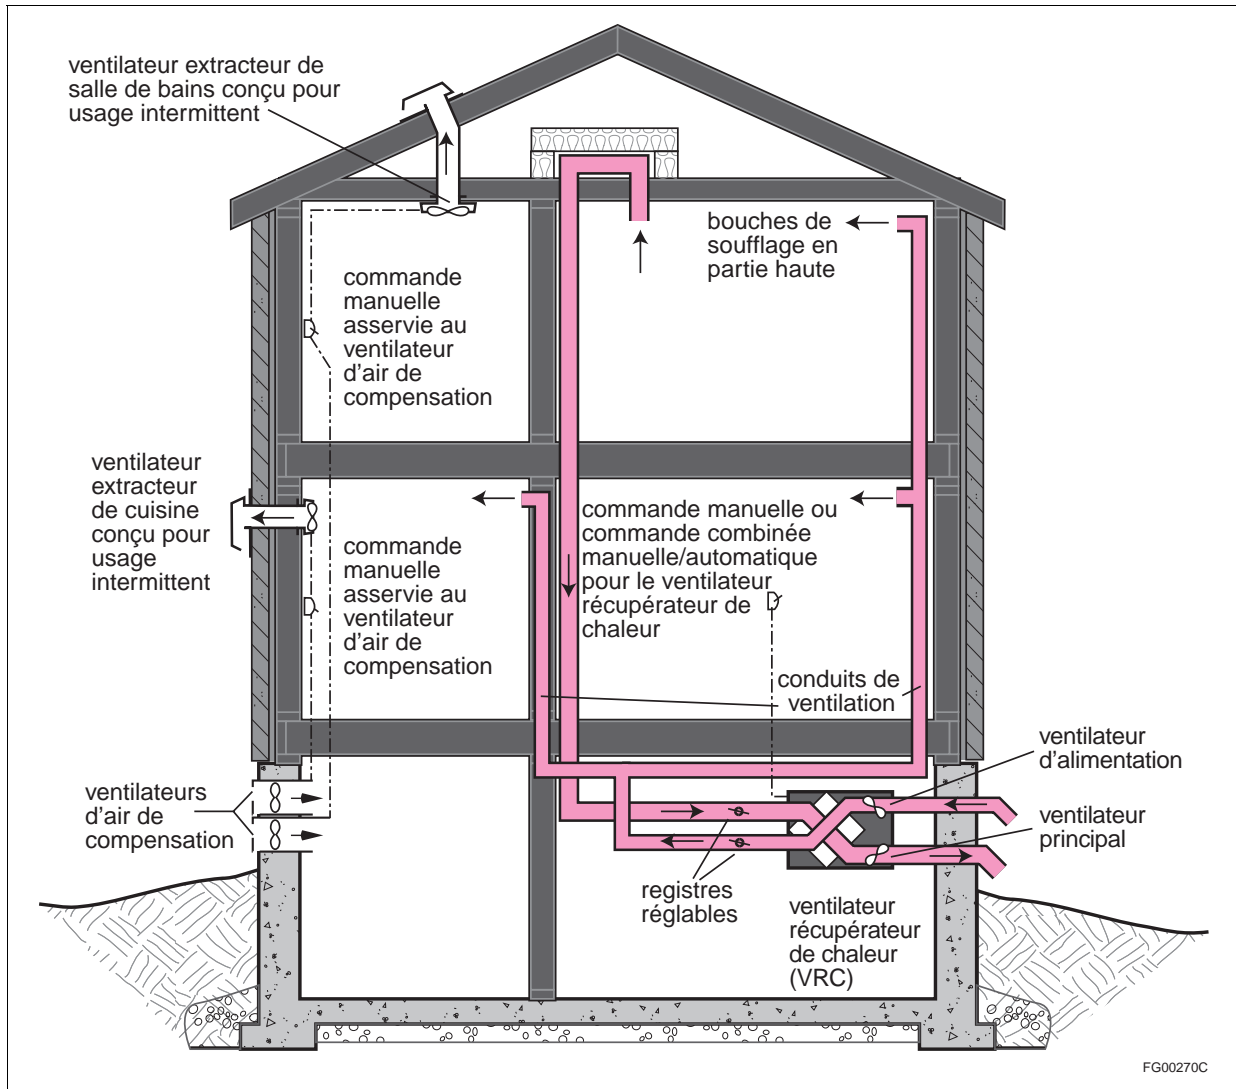 ventilateur extracteur de
salle de bains conçu pour
usage intermittent
bouches de
soufflage en
partie haute
commande
manuelle
asservie au
ventilateur
d'air de
compensation
ventilateur
extracteur
de cuisine
conçu pour
usage
intermittent
commande
manuelle
asservie au
ventilateur
d'air de
compensation
commande manuelle ou
commande combinée
manuelle/automatique
pour le ventilateur
récupérateur de
chaleur
conduits de
ventilation
ventilateur
d'alimentation
ventilateurs
d'air de
compensation
ventilateur
principal
registres
réglables
ventilateur
récupérateur
de chaleur
(VRC)
FG00270C